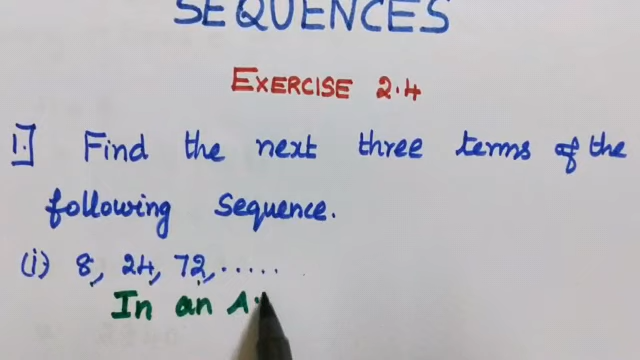 SEQUENCES
EXERCISE 2.4
1.] Find the next three terms of the
following Sequence.
(i) 8, 24, 72, .....
In an A.